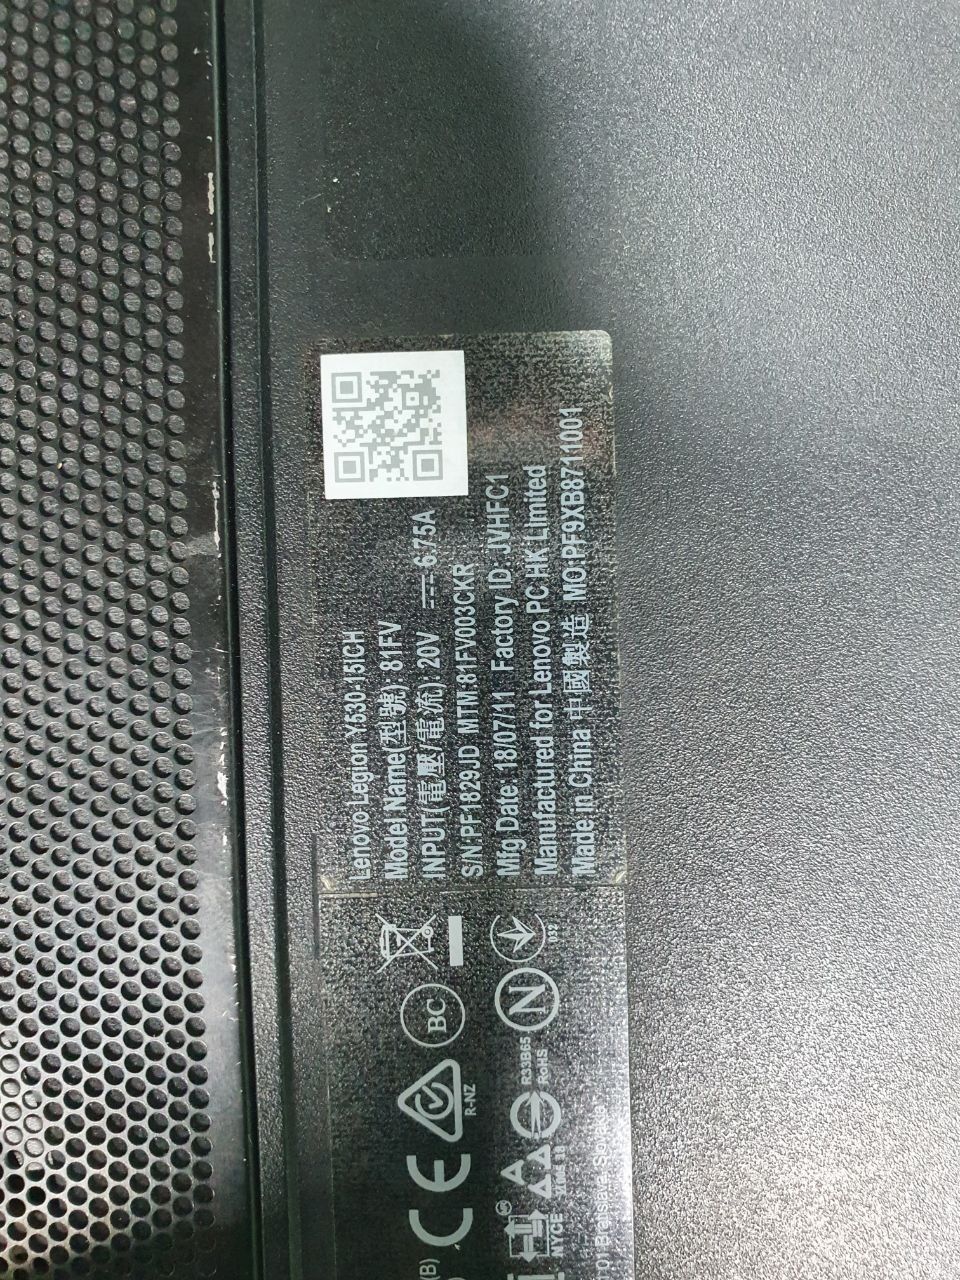 Lenovo Legion Y530-15ICH
Model Name(型號): 81FV
INPUT(電壓/電流): 20V ⎓ 6.75A
S/N:PF1829JD MTM:81FV003CKR
Mfg Date: 18/07/11 Factory ID: JVHFC1
Manufactured for Lenovo PC HK Limited
Made in China 中國製造 MO:PF9XB8711001
(B) CE R-NZ BC
NYCE R33B65 RoHS N 032